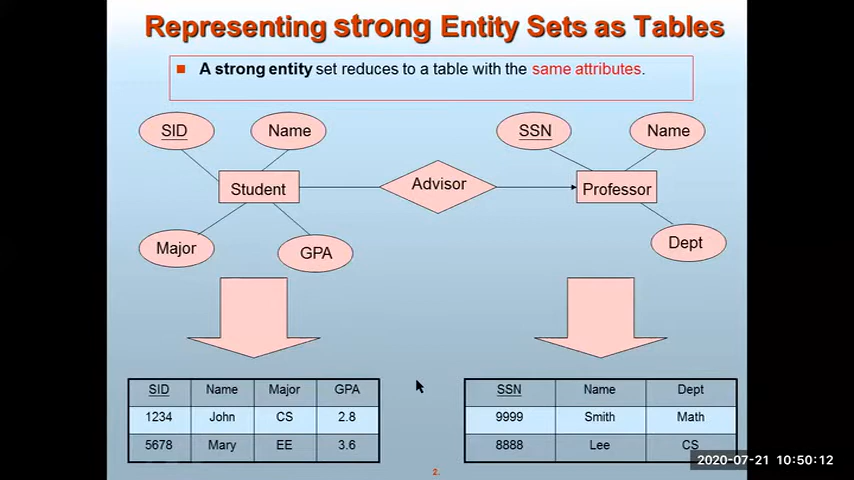 Representing strong Entity Sets as Tables
A strong entity set reduces to a table with the same attributes.
SID
Name
SSN
Name
Student
Advisor
Professor
Major
GPA
Dept
SID Name Major GPA
1234 John CS 2.8
5678 Mary EE 3.6
SSN Name Dept
9999 Smith Math
8888 Lee CS
2.
2020-07-21 10:50:12